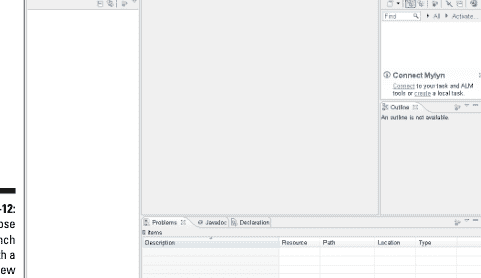 Find All Activate...
Connect Mylyn
Connect to your task and ALM
tools or create a local task.
Outline
An outline is not available.
-12:
ose
nch
h a
ew
Problems Javadoc Declaration
0 items
Description Resource Path Location Type